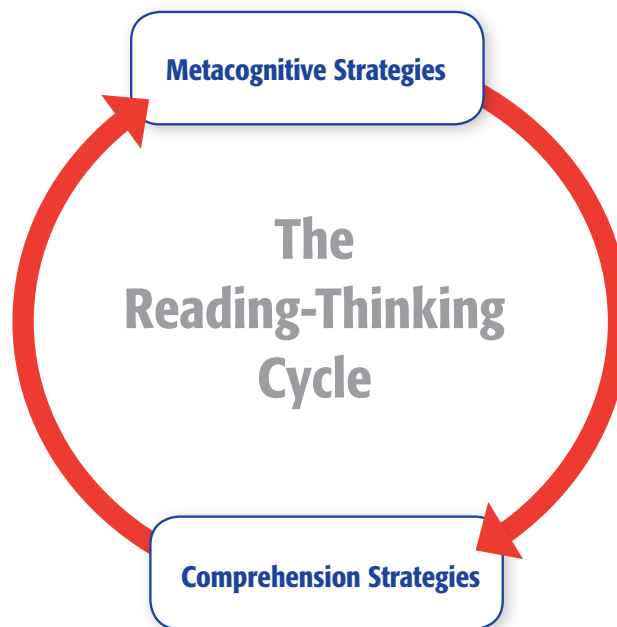 Metacognitive Strategies
The
Reading-Thinking
Cycle
Comprehension Strategies